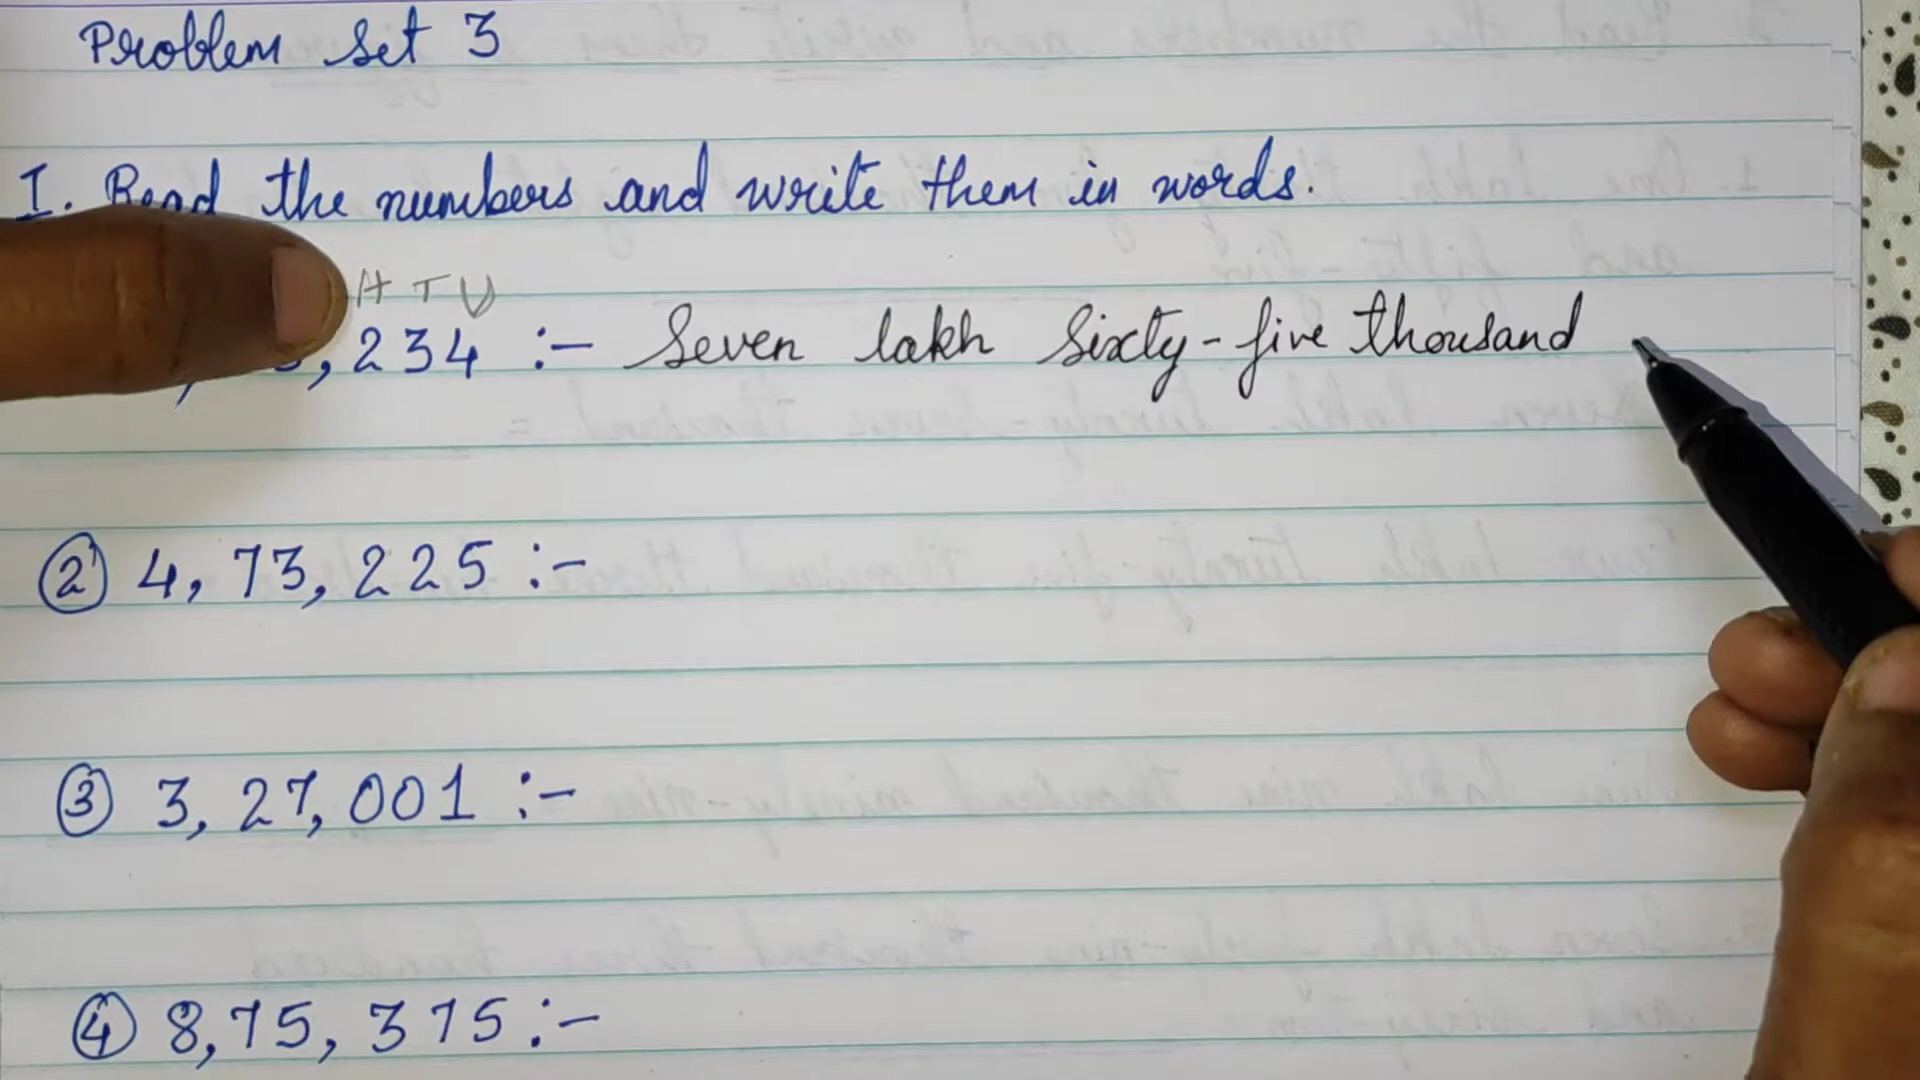 Problem Set 3
I. Read the numbers and write them in words.
H T U
,234 :- Seven lakh Sixty-five thousand
② 4,73,225 :-
③ 3,27,001 :-
④ 8,75,375 :-